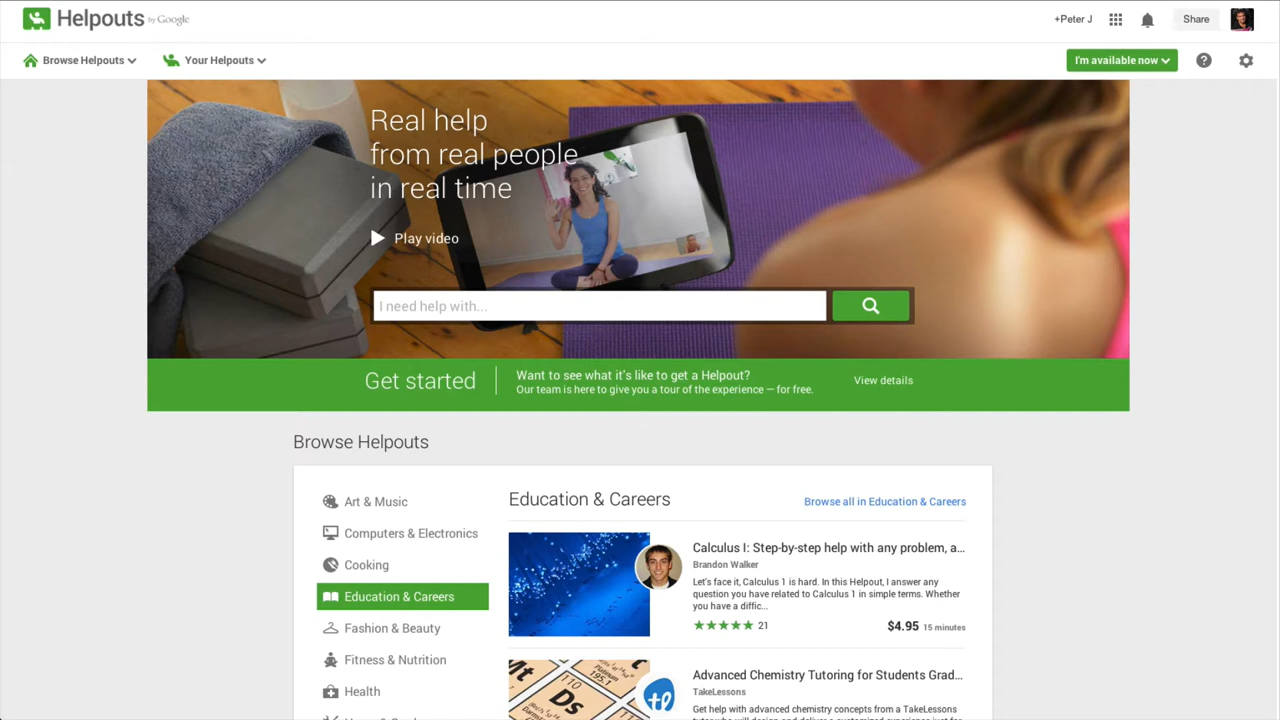 Helpouts by Google
+Peter J
Share
Browse Helpouts
Your Helpouts
I'm available now
Real help
from real people
in real time
Play video
I need help with...
Get started
Want to see what it's like to get a Helpout?
Our team is here to give you a tour of the experience — for free.
View details
Browse Helpouts
Art & Music
Computers & Electronics
Cooking
Education & Careers
Fashion & Beauty
Fitness & Nutrition
Health
Education & Careers
Browse all in Education & Careers
Calculus I: Step-by-step help with any problem, a...
Brandon Walker
Let's face it, Calculus 1 is hard. In this Helpout, I answer any
question you have related to Calculus 1 in simple terms. Whether
you have a diffic...
21
$4.95 15 minutes
Mt
Ds
195.1
tl
Advanced Chemistry Tutoring for Students Grad...
TakeLessons
Get help with advanced chemistry concepts from a TakeLessons